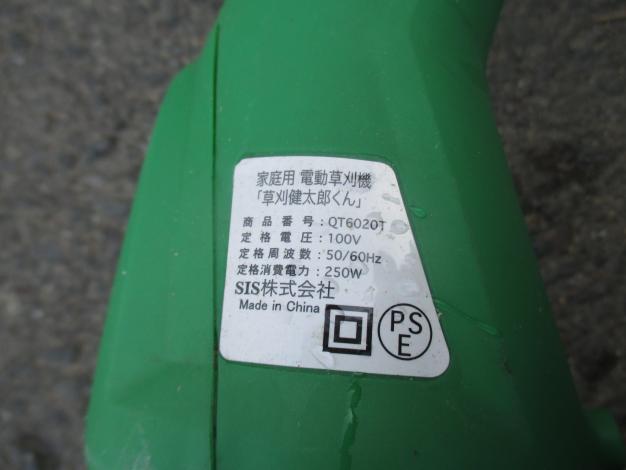 家庭用 電動草刈機
「草刈健太郎くん」
商品番号：QT6020T
定格電圧：100V
定格周波数：50/60Hz
定格消費電力：250W
SIS株式会社
Made in China
PS
E